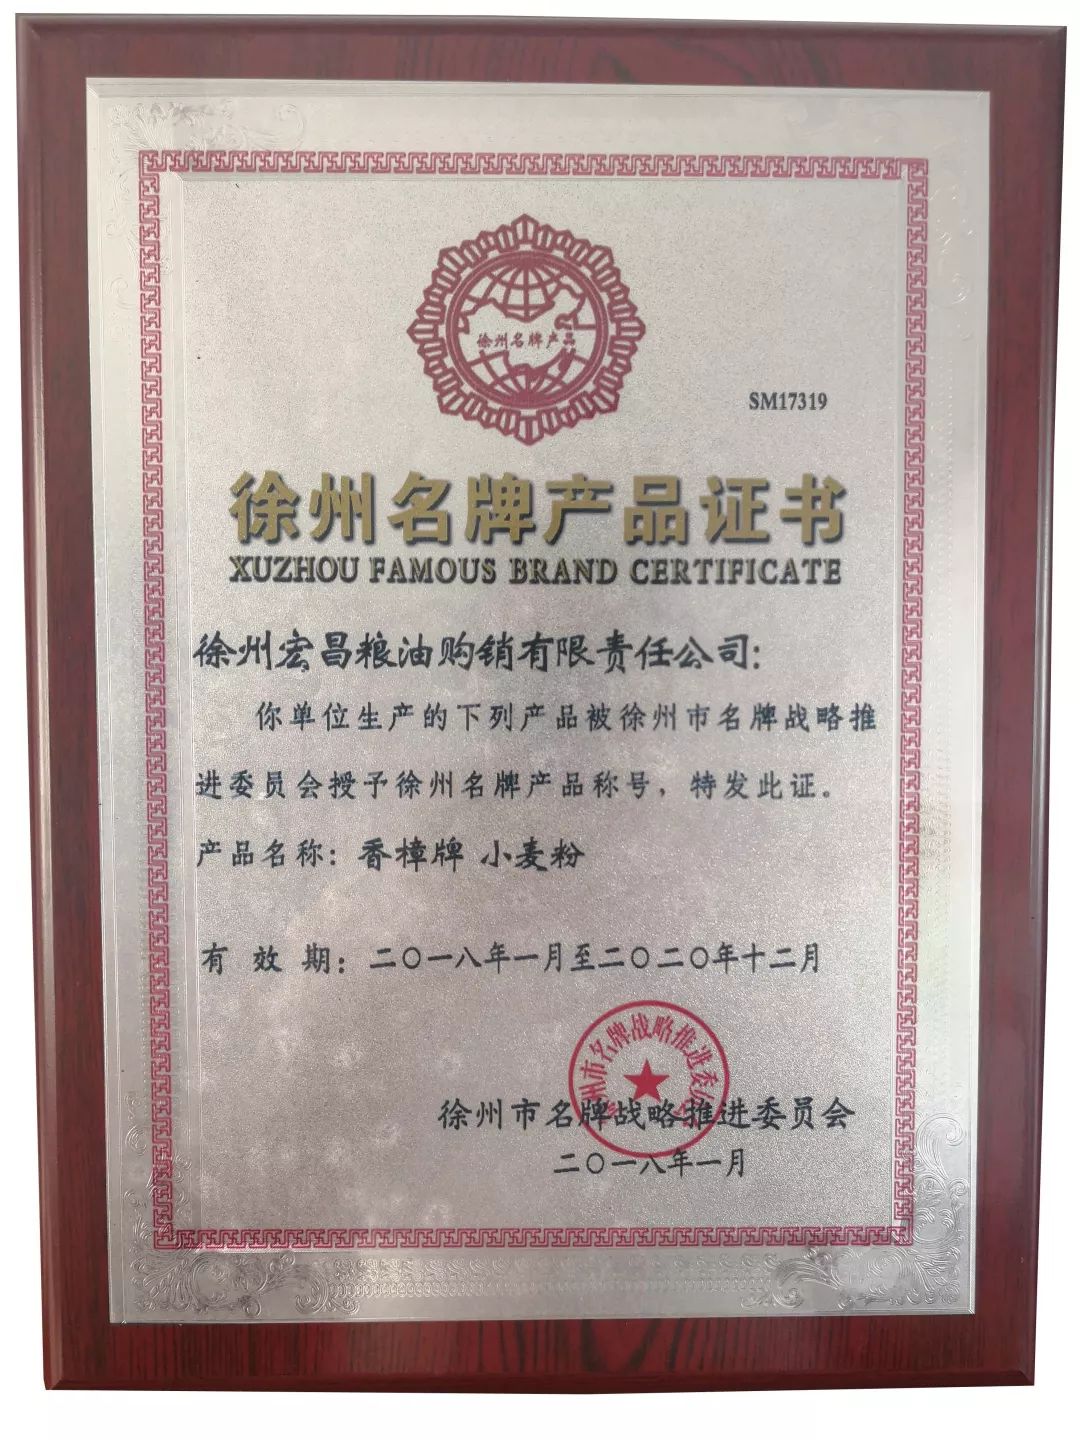 徐州名牌产品
SM17319
徐州名牌产品证书
XUZHOU FAMOUS BRAND CERTIFICATE
徐州宏昌粮油购销有限责任公司：
你单位生产的下列产品被徐州市名牌战略推
进委员会授予徐州名牌产品称号，特发此证。
产品名称：香樟牌 小麦粉
有效期：二〇一八年一月至二〇二〇年十二月
州市名牌战略推进委
徐州市名牌战略推进委员会
二〇一八年一月